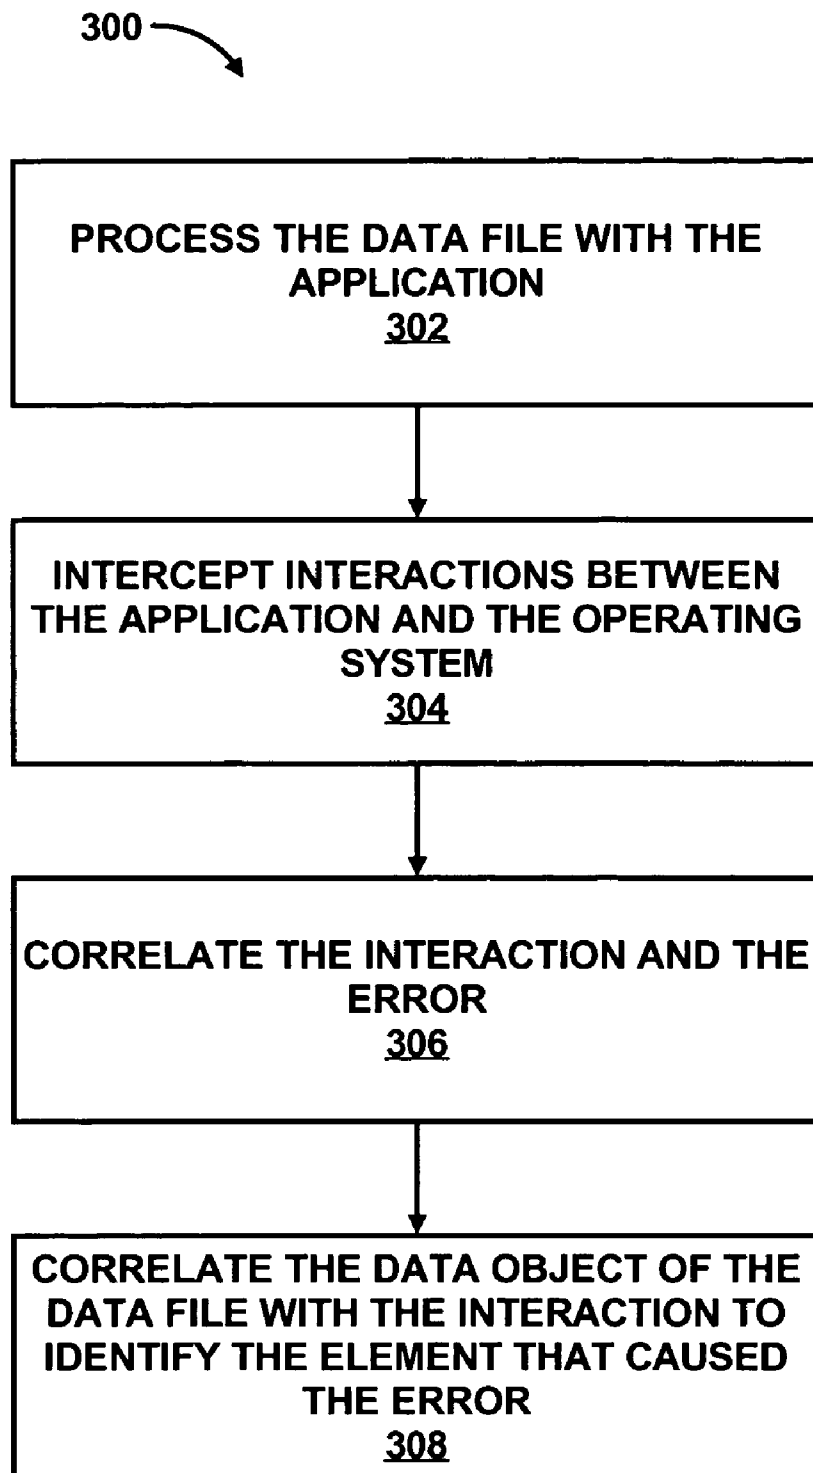 300
PROCESS THE DATA FILE WITH THE
APPLICATION
302
INTERCEPT INTERACTIONS BETWEEN
THE APPLICATION AND THE OPERATING
SYSTEM
304
CORRELATE THE INTERACTION AND THE
ERROR
306
CORRELATE THE DATA OBJECT OF THE
DATA FILE WITH THE INTERACTION TO
IDENTIFY THE ELEMENT THAT CAUSED
THE ERROR
308